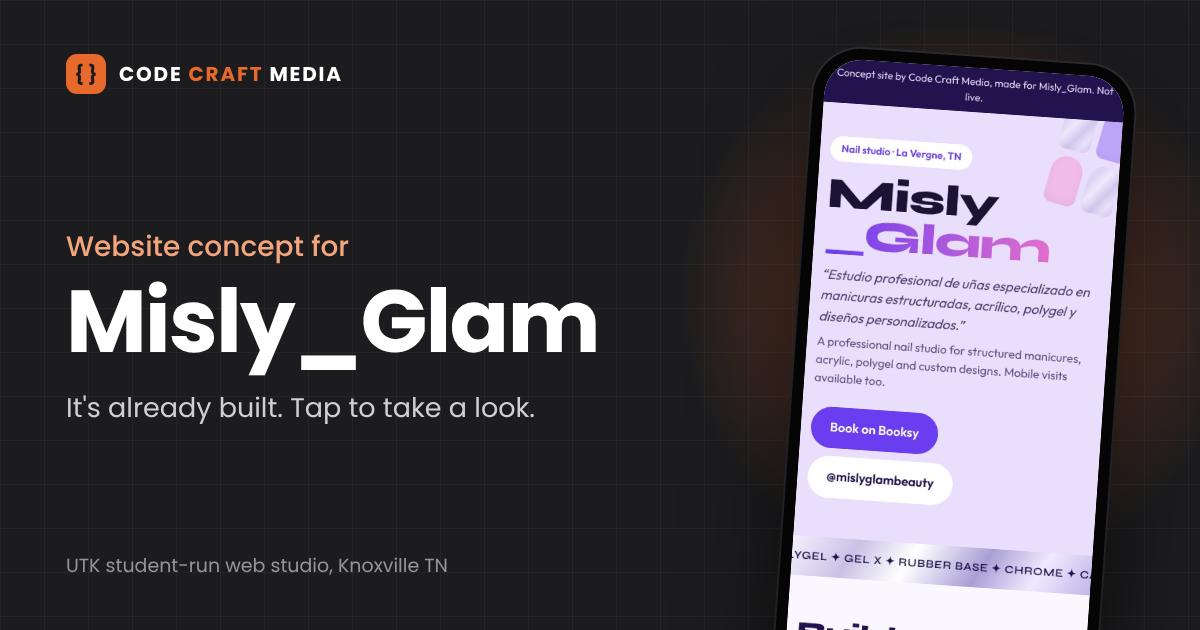 { } CODE CRAFT MEDIA
Website concept for
Misly_Glam
It's already built. Tap to take a look.
UTK student-run web studio, Knoxville TN
Concept site by Code Craft Media, made for Misly_Glam. Not
live.
Nail studio · La Vergne, TN
Misly
_Glam
“Estudio profesional de uñas especializado en
manicuras estructuradas, acrílico, polygel y
diseños personalizados.”
A professional nail studio for structured manicures,
acrylic, polygel and custom designs. Mobile visits
available too.
Book on Booksy
@mislyglambeauty
LYGEL ✦ GEL X ✦ RUBBER BASE ✦ CHROME ✦